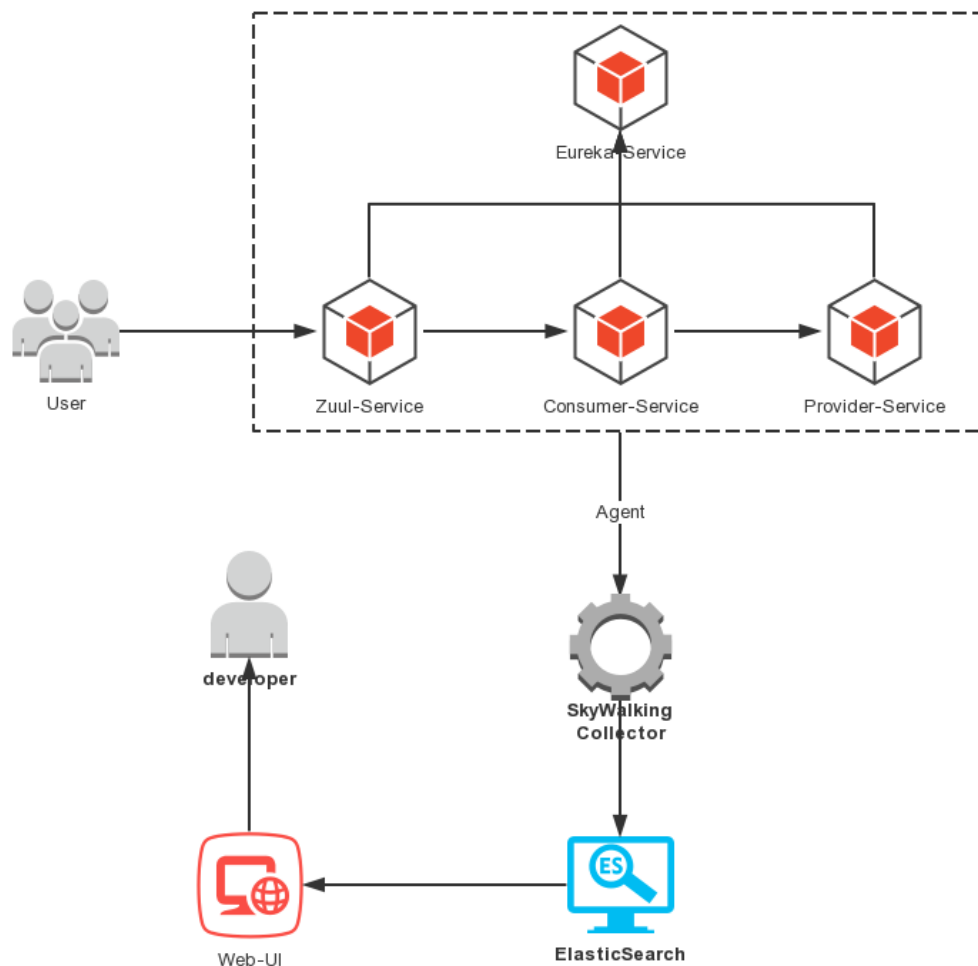 Eureka-Service
User
Zuul-Service
Consumer-Service
Provider-Service
Agent
developer
SkyWalking
Collector
ES
Web-UI
ElasticSearch